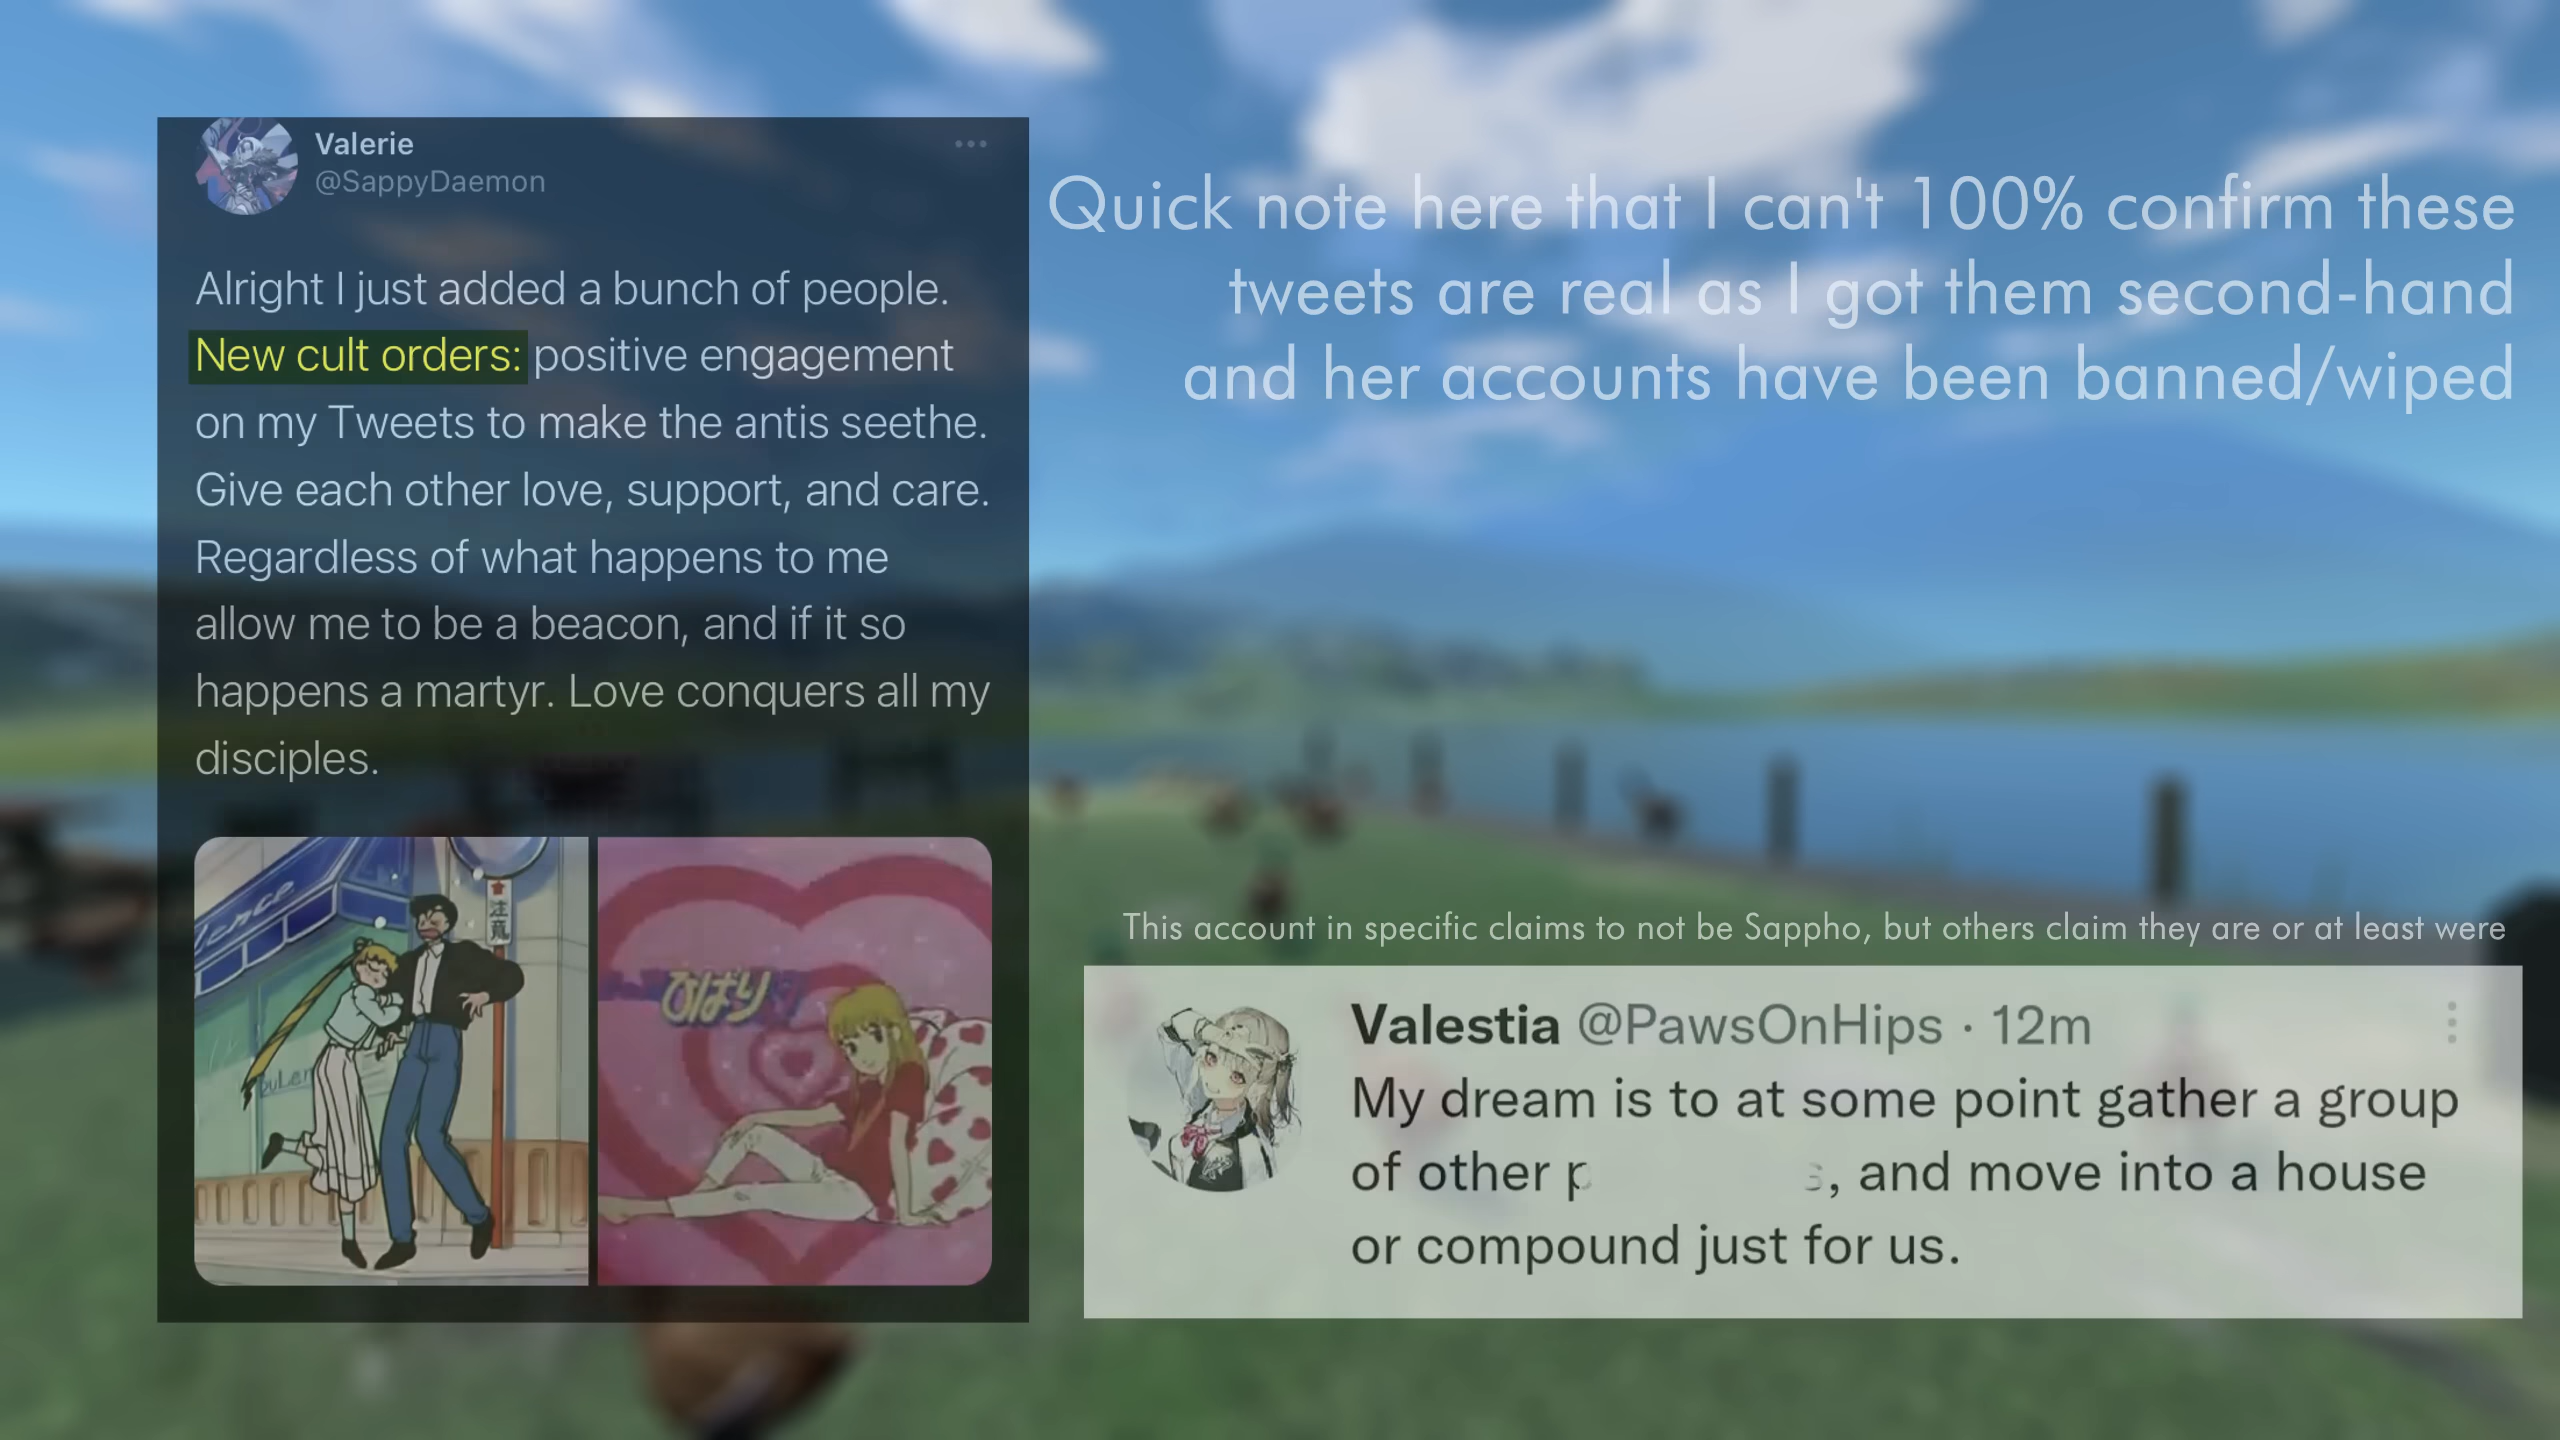 Valerie
@SappyDaemon
Alright I just added a bunch of people.
New cult orders: positive engagement
on my Tweets to make the antis seethe.
Give each other love, support, and care.
Regardless of what happens to me
allow me to be a beacon, and if it so
happens a martyr. Love conquers all my
disciples.
lence
注意
ひばり
Quick note here that I can't 100% confirm these
tweets are real as I got them second-hand
and her accounts have been banned/wiped
This account in specific claims to not be Sappho, but others claim they are or at least were
Valestia @PawsOnHips · 12m
My dream is to at some point gather a group
of other p s, and move into a house
or compound just for us.